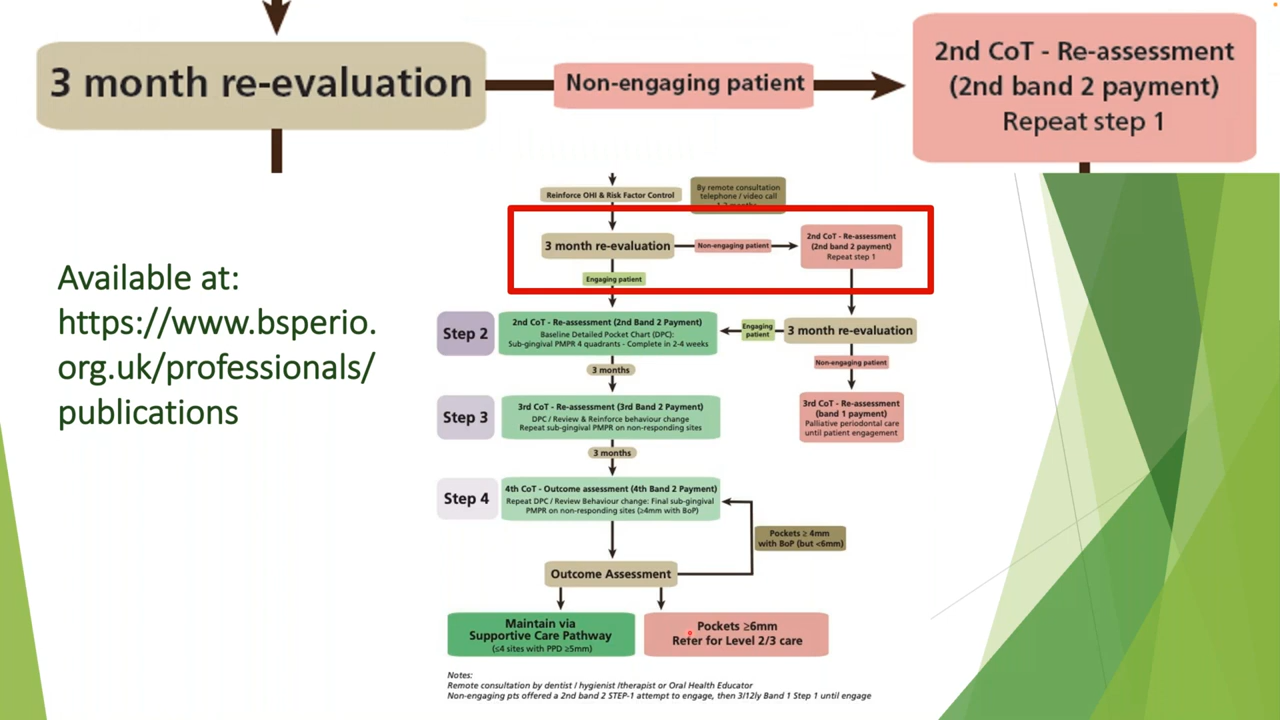 3 month re-evaluation
Non-engaging patient
2nd CoT - Re-assessment
(2nd band 2 payment)
Repeat step 1
Available at:
https://www.bsperio.
org.uk/professionals/
publications
Reinforce OHI & Risk Factor Control
By remote consultation
telephone / video call
3 month re-evaluation
Non-engaging patient
2nd CoT - Re-assessment
(2nd band 2 payment)
Repeat step 1
Engaging patient
Step 2
2nd CoT - Re-assessment (2nd Band 2 Payment)
Baseline Detailed Pocket Chart (DPC):
Sub-gingival PMPR 4 quadrants - Complete in 2-4 weeks
Engaging
patient
3 month re-evaluation
3 months
Non-engaging patient
Step 3
3rd CoT - Re-assessment (3rd Band 2 Payment)
DPC / Review & Reinforce behaviour change
Repeat sub-gingival PMPR on non-responding sites
3rd CoT - Re-assessment
(band 1 payment)
Palliative periodontal care
until patient engagement
3 months
Step 4
4th CoT - Outcome assessment (4th Band 2 Payment)
Repeat DPC / Review Behaviour change: Final sub-gingival
PMPR on non-responding sites (≥4mm with BoP)
Pockets ≥ 4mm
with BoP (but <6mm)
Outcome Assessment
Maintain via
Supportive Care Pathway
(≤4 sites with PPD ≥5mm)
Pockets ≥6mm
Refer for Level 2/3 care
Notes:
Remote consultation by dentist / hygienist /therapist or Oral Health Educator
Non-engaging pts offered a 2nd band 2 STEP-1 attempt to engage, then 3/12ly Band 1 Step 1 until engage